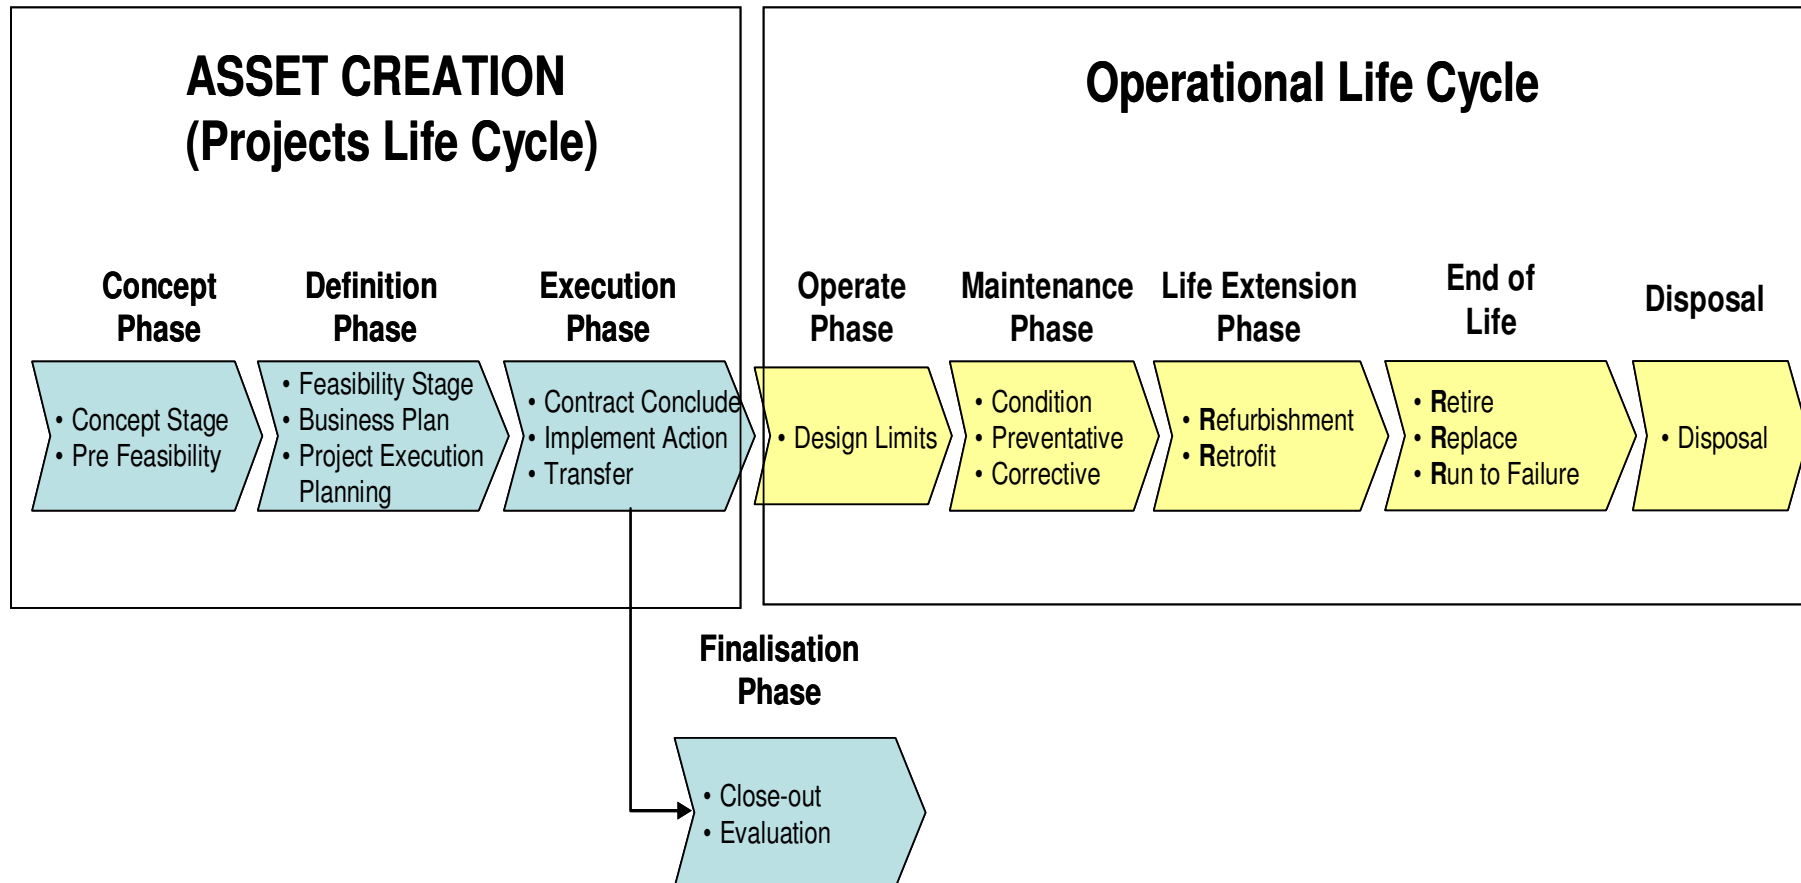 ASSET CREATION
(Projects Life Cycle)
Operational Life Cycle
Concept
Phase
Definition
Phase
Execution
Phase
Operate
Phase
Maintenance
Phase
Life Extension
Phase
End of
Life
Disposal
• Concept Stage
• Pre Feasibility
• Feasibility Stage
• Business Plan
• Project Execution
Planning
• Contract Conclude
• Implement Action
• Transfer
• Design Limits
• Condition
• Preventative
• Corrective
• Refurbishment
• Retrofit
• Retire
• Replace
• Run to Failure
• Disposal
Finalisation
Phase
• Close-out
• Evaluation